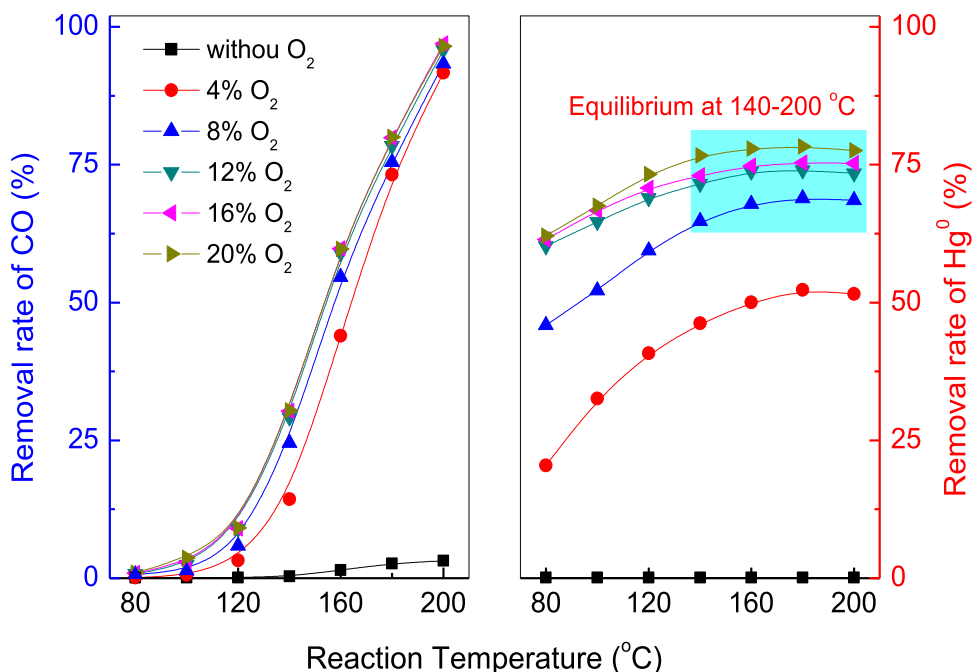 100
75
50
25
0
Removal rate of CO (%)
withou O2
4% O2
8% O2
12% O2
16% O2
20% O2
80 120 160 200
Equilibrium at 140-200 °C
80 120 160 200
100
75
50
25
0
Removal rate of Hg0 (%)
Reaction Temperature (°C)